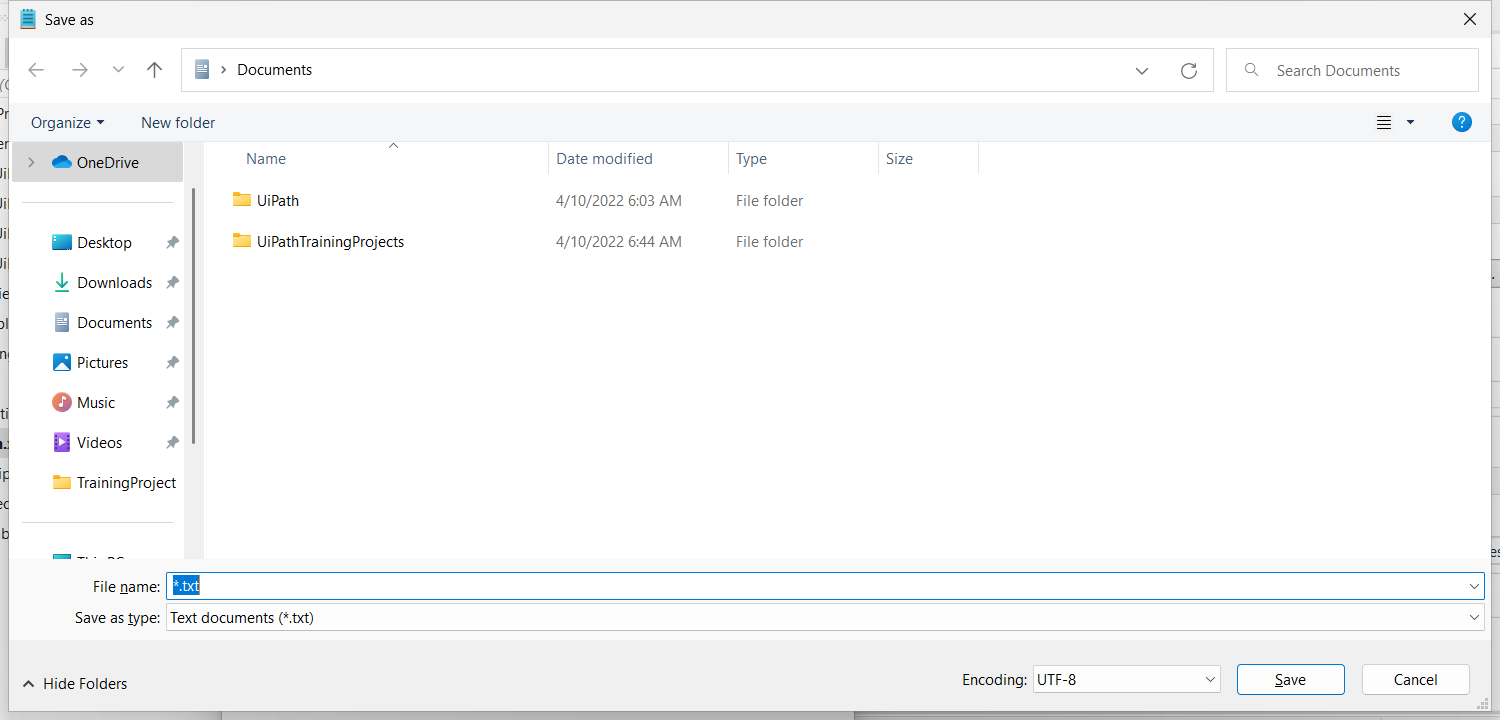 Save as
Documents
Search Documents
Organize
New folder
OneDrive
Name
Date modified
Type
Size
UiPath
4/10/2022 6:03 AM
File folder
Desktop
UiPathTrainingProjects
4/10/2022 6:44 AM
File folder
Downloads
Documents
Pictures
Music
Videos
TrainingProject
File name: *.txt
Save as type: Text documents (*.txt)
Hide Folders
Encoding: UTF-8
Save
Cancel